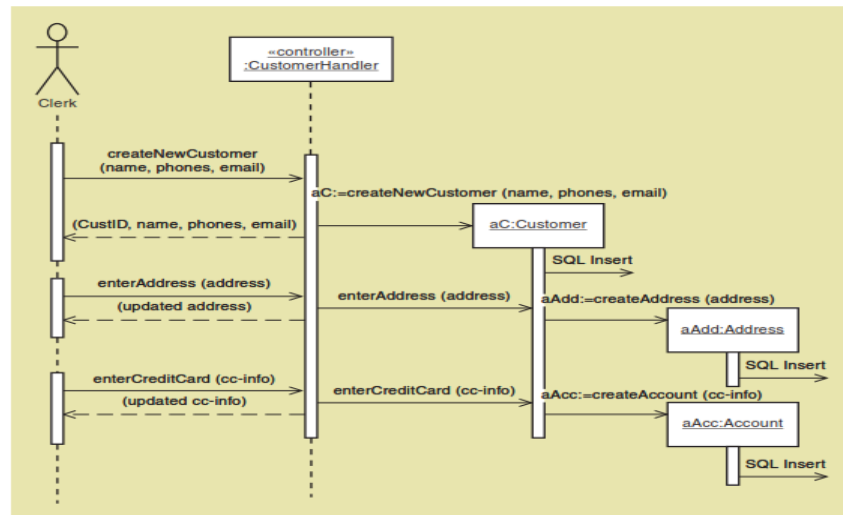 «controller»
:CustomerHandler
Clerk
createNewCustomer
(name, phones, email)
aC:=createNewCustomer (name, phones, email)
(CustID, name, phones, email)
aC:Customer
SQL Insert
enterAddress (address)
enterAddress (address)
aAdd:=createAddress (address)
(updated address)
aAdd:Address
SQL Insert
enterCreditCard (cc-info)
enterCreditCard (cc-info)
aAcc:=createAccount (cc-info)
(updated cc-info)
aAcc:Account
SQL Insert